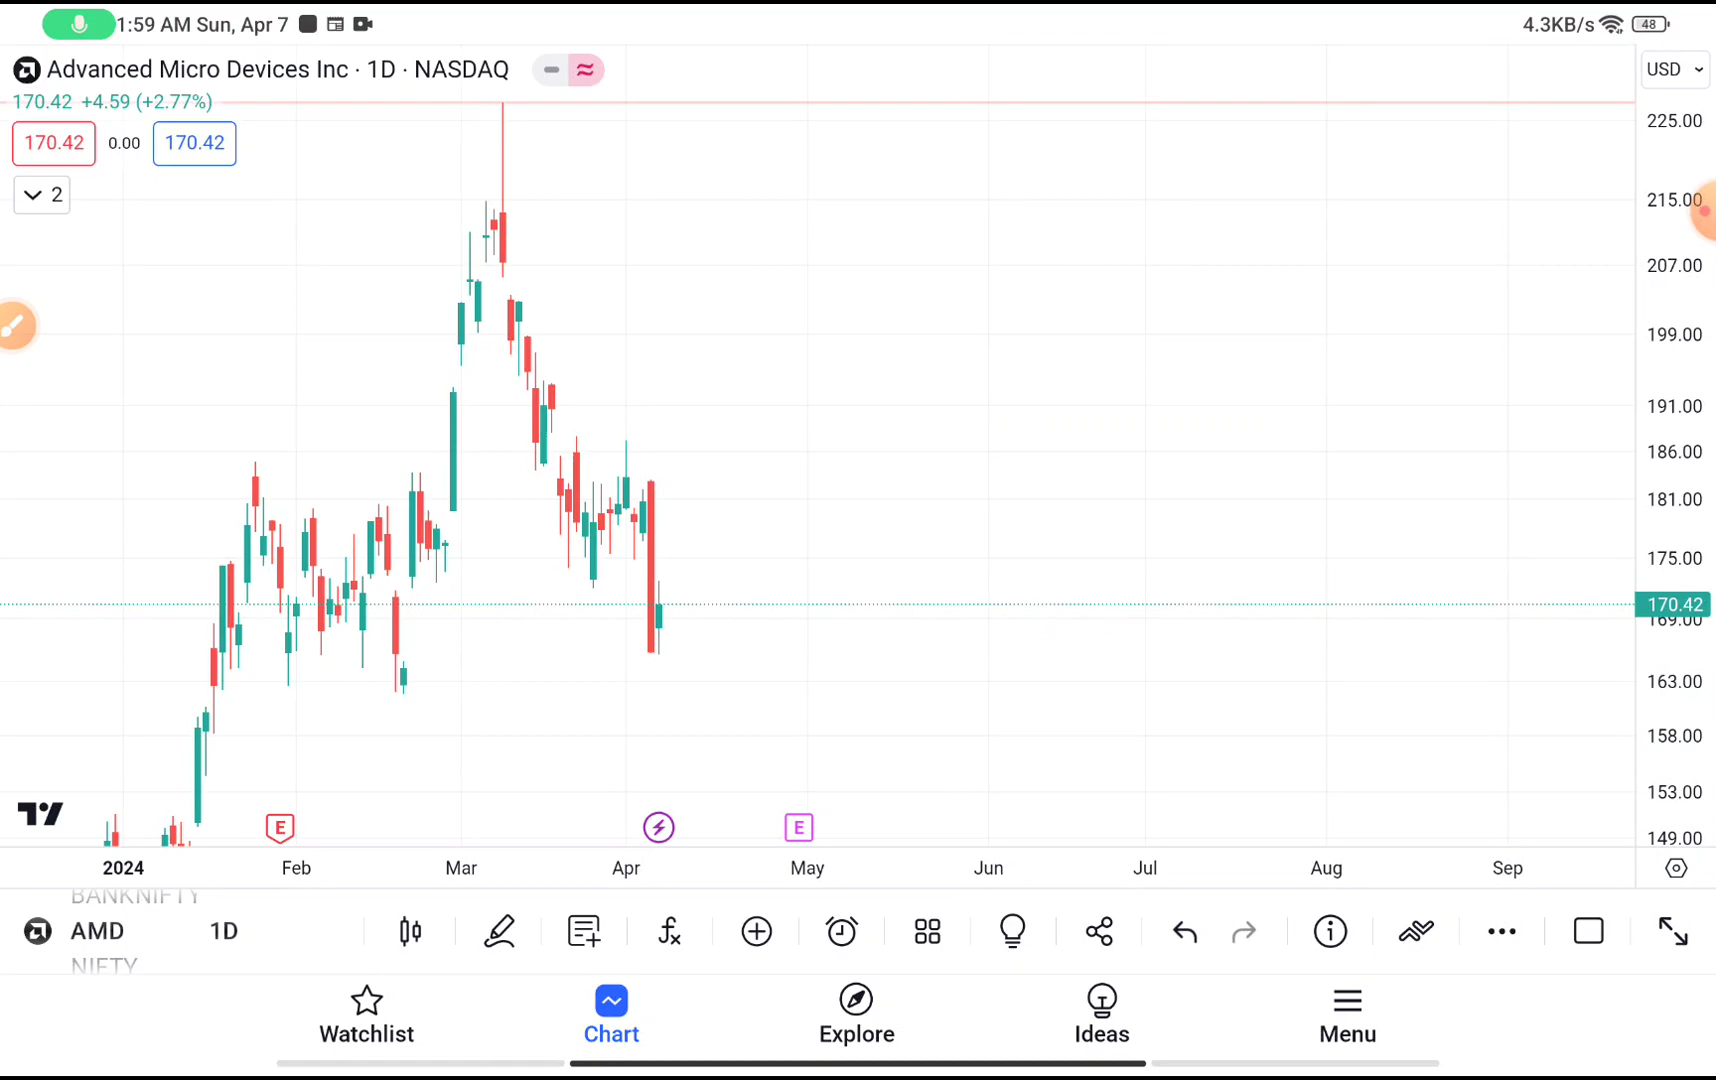 1:59 AM Sun, Apr 7
4.3KB/s
48
Advanced Micro Devices Inc · 1D · NASDAQ
USD
170.42 +4.59 (+2.77%)
170.42 0.00 170.42
2
225.00
215.00
207.00
199.00
191.00
186.00
181.00
175.00
170.42
169.00
163.00
158.00
153.00
149.00
E
E
2024 Feb Mar Apr May Jun Jul Aug Sep
BANKNIFTY
AMD 1D
NIFTY
Watchlist Chart Explore Ideas Menu